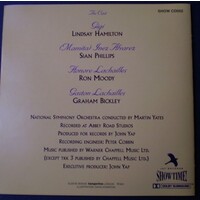 The Cast
Gigi
LINDSAY HAMILTON
Mamita/Inez Alvarez
SIAN PHILLIPS
Honore Lachailles
RON MOODY
Gaston Lachailles
GRAHAM BICKLEY
NATIONAL SYMPHONY ORCHESTRA CONDUCTED BY MARTIN YATES
RECORDED AT ABBEY ROAD STUDIOS
PRODUCED FOR RECORDS BY JOHN YAP
RECORDING ENGINEER PETER COBBIN
MUSIC PUBLISHED BY WARNER CHAPPELL MUSIC LTD.
(EXCEPT THE 3 PUBLISHED BY CHAPPELL MUSIC LTD.)
EXECUTIVE PRODUCER: JOHN YAP
SHOWTIME!